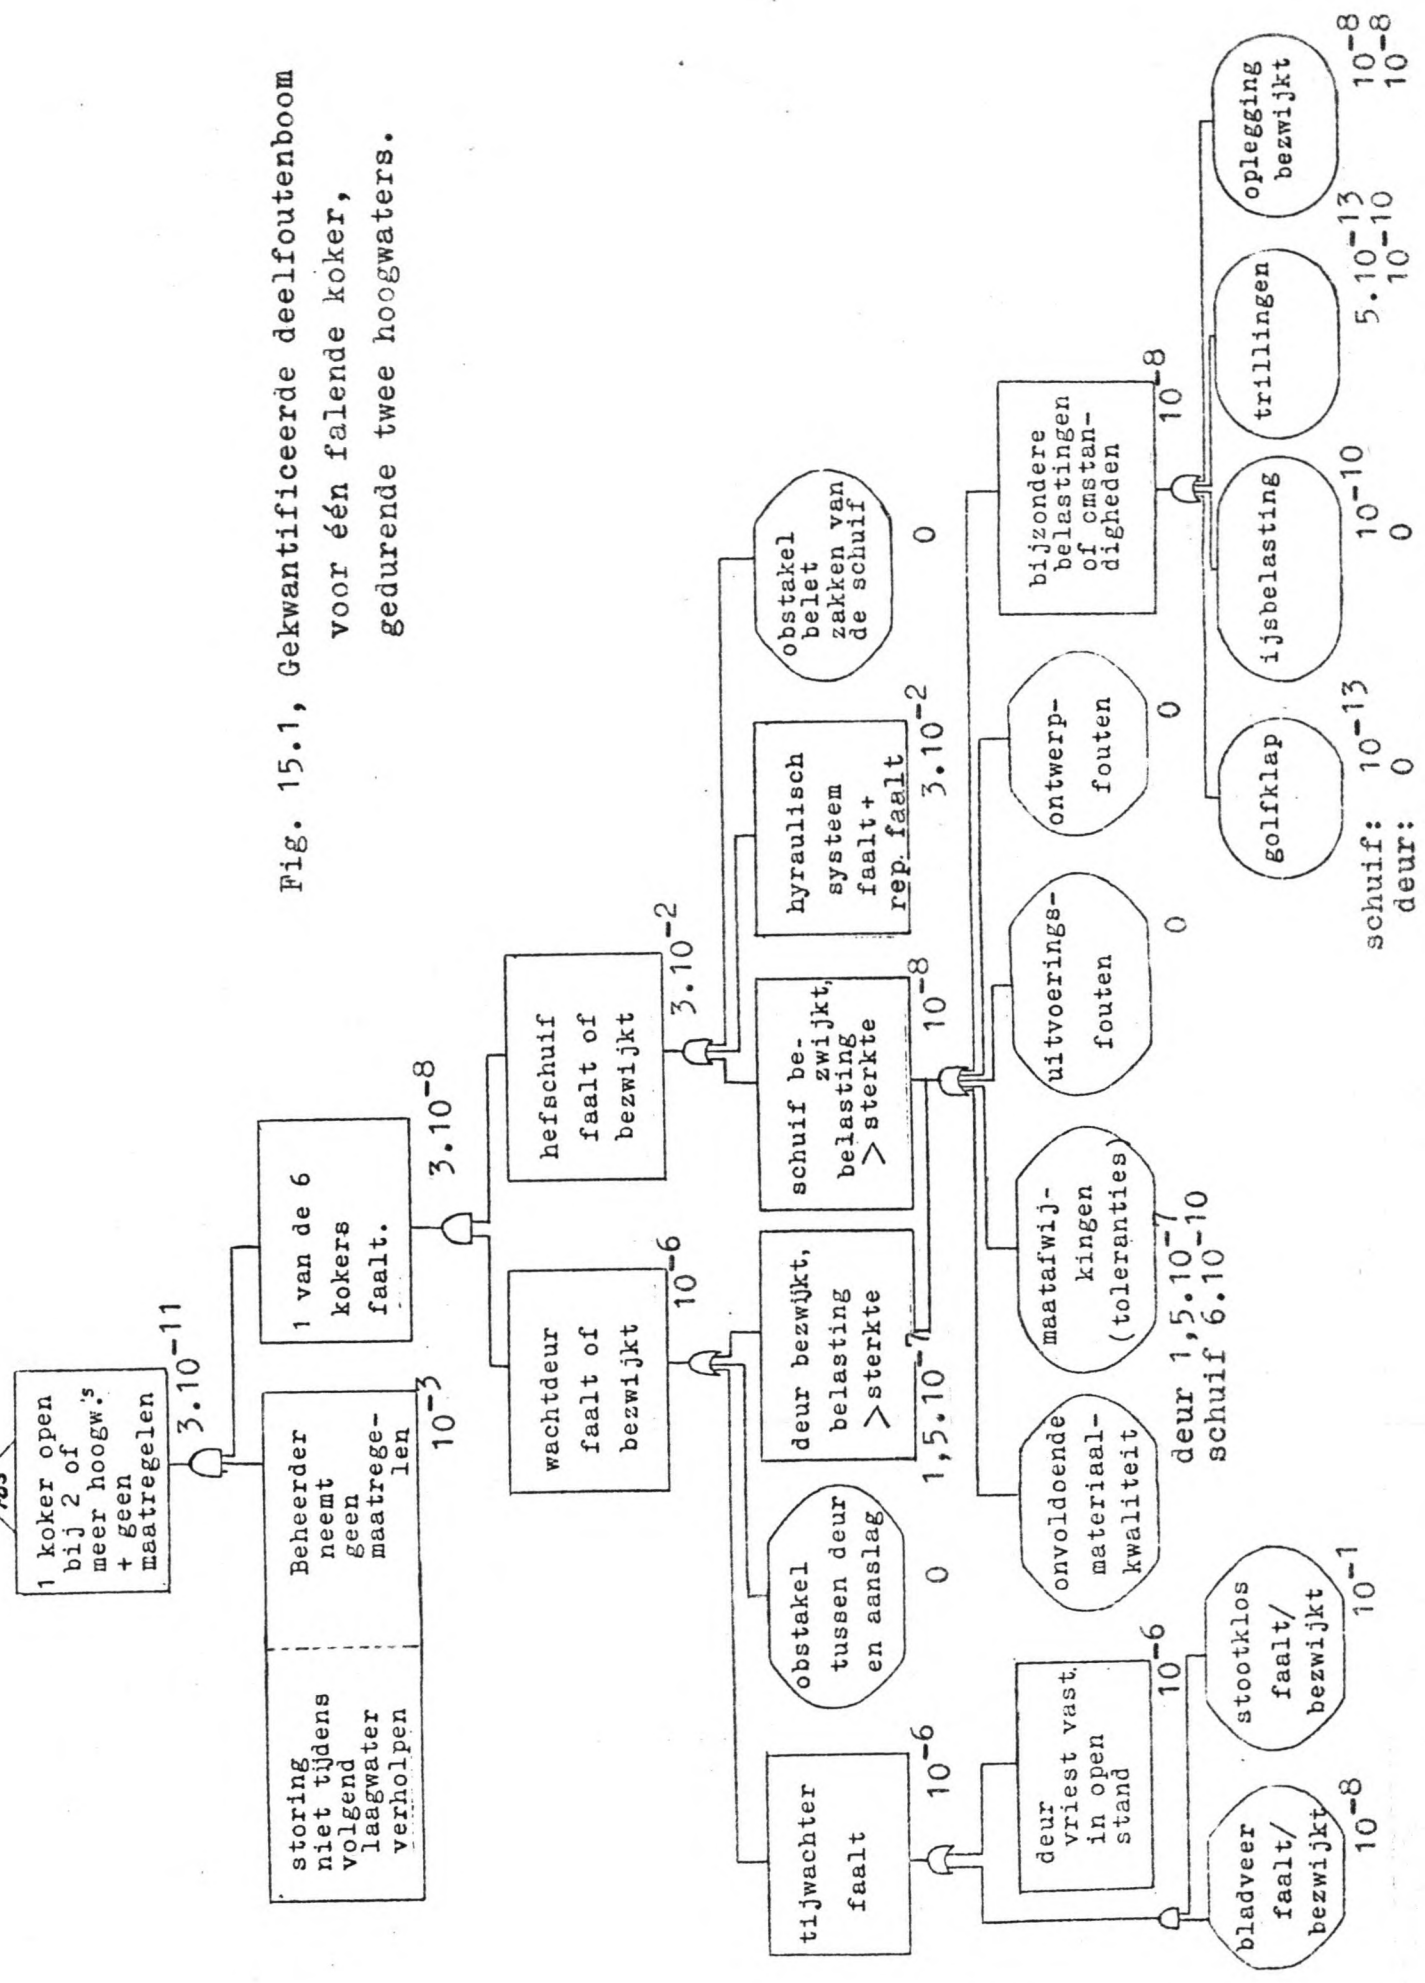 Fig. 15.1, Gekwantificeerde deelfoutenboom
voor één falende koker,
gedurende twee hoogwaters.
1 koker open
bij 2 of
meer hoogw.'s
+ geen
maatregelen
3.10-11
storing
niet tijdens
volgend
laagwater
verholpen
Beheerder
neemt
geen
maatrege-
len
10-3
1 van de 6
kokers
faalt.
3.10-8
wachtdeur
faalt of
bezwijkt
10-6
hefschuif
faalt of
bezwijkt
3.10-2
tijwachter
faalt
10-6
obstakel
tussen deur
en aanslag
0
deur bezwijkt,
belasting
>sterkte
1,5.10-7
schuif be-
zwijkt,
belasting
>sterkte
10-8
hyraulisch
systeem
faalt+
rep. faalt
3.10-2
obstakel
belet
zakken van
de schuif
0
deur
vriest vast
in open
stand
10-6
onvoldoende
materiaal-
kwaliteit
maatafwij-
kingen
(toleranties)
deur 1,5.10-7
schuif 6.10-10
uitvoerings-
fouten
0
ontwerp-
fouten
0
bijzondere
belastingen
of cmstan-
digheden
10-8
bladveer
faalt/
bezwijkt
10-8
stootklos
faalt/
bezwijkt
10-1
golfklap
ijsbelasting
trillingen
oplegging
bezwijkt
schuif: 10-13 10-10 5.10-13 10-8
deur: 0 0 10-10 10-8